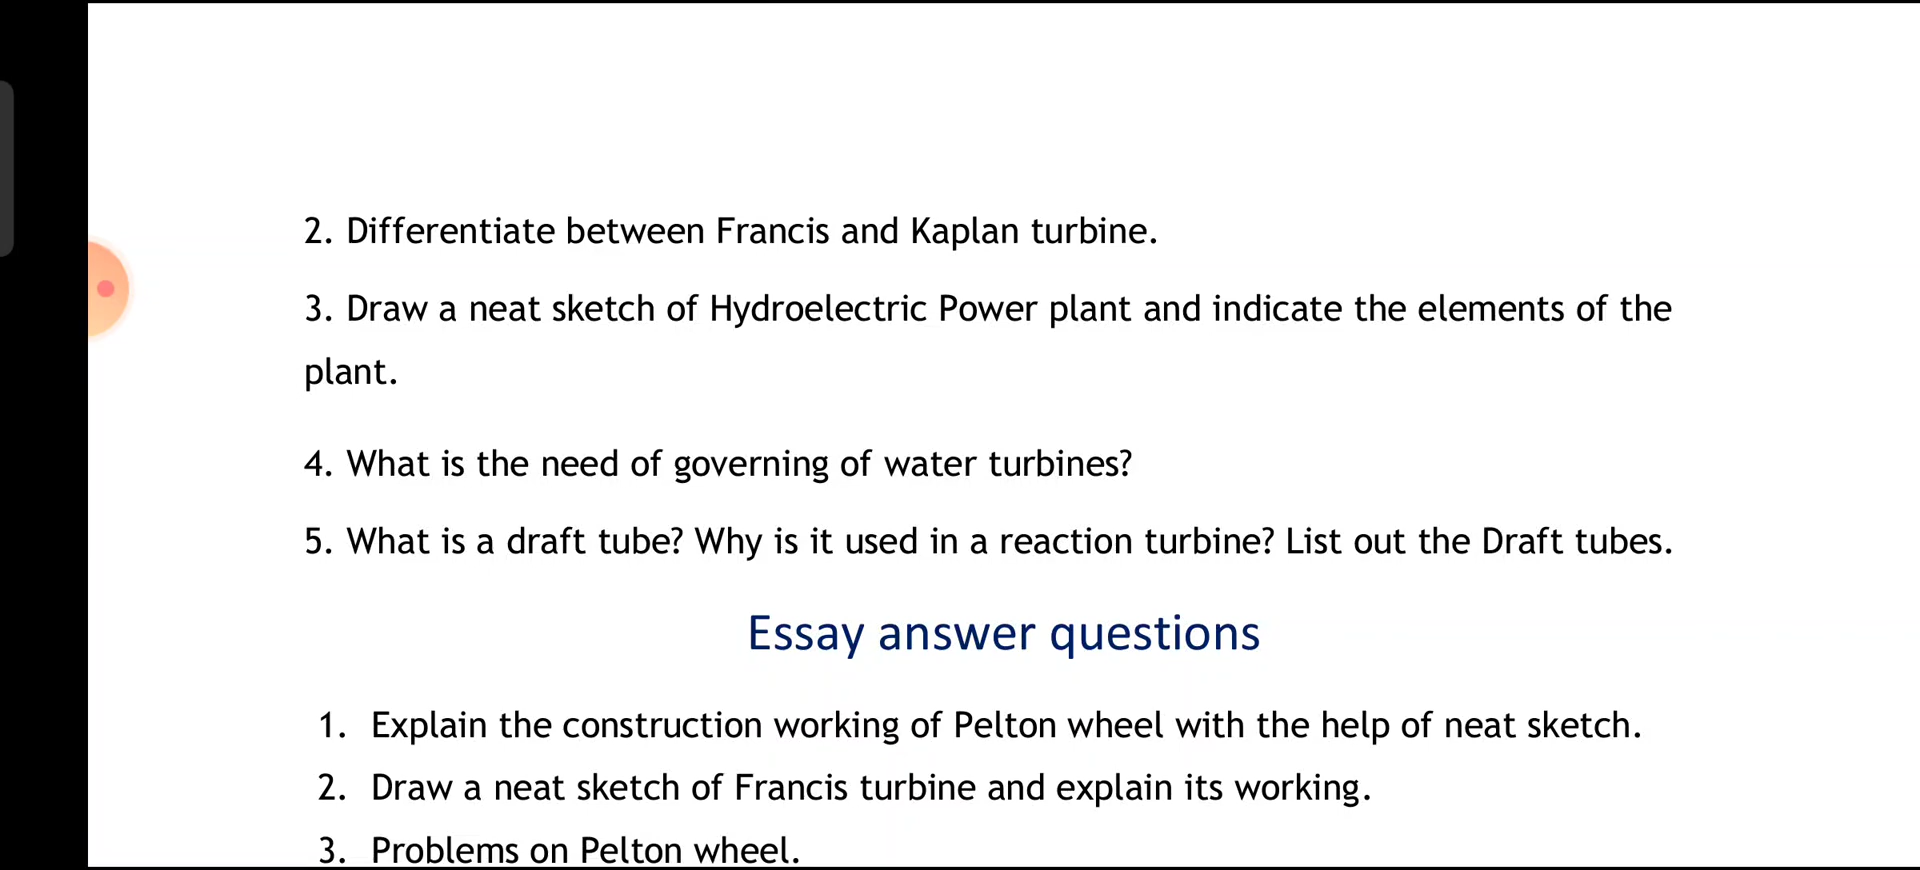 2. Differentiate between Francis and Kaplan turbine.
3. Draw a neat sketch of Hydroelectric Power plant and indicate the elements of the
plant.
4. What is the need of governing of water turbines?
5. What is a draft tube? Why is it used in a reaction turbine? List out the Draft tubes.
Essay answer questions
1. Explain the construction working of Pelton wheel with the help of neat sketch.
2. Draw a neat sketch of Francis turbine and explain its working.
3. Problems on Pelton wheel.